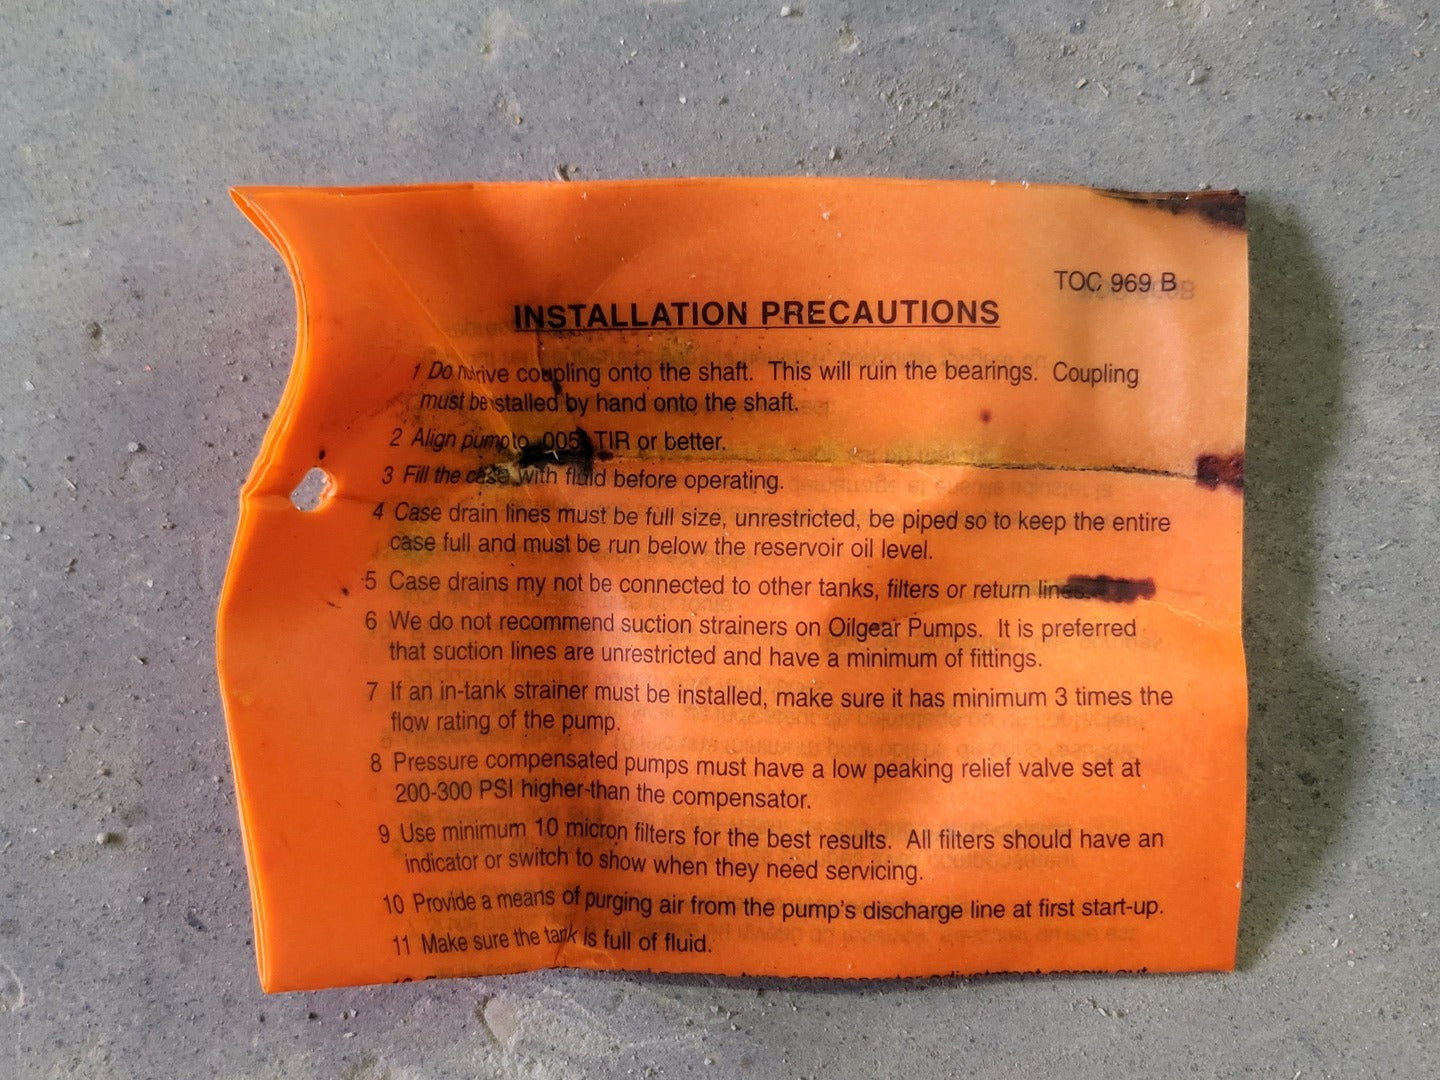 TOC 969 B
INSTALLATION PRECAUTIONS
1 Do rive coupling onto the shaft. This will ruin the bearings. Coupling
must be stalled by hand onto the shaft.
2 Align pump to .005 TIR or better.
3 Fill the case with fluid before operating.
4 Case drain lines must be full size, unrestricted, be piped so to keep the entire
case full and must be run below the reservoir oil level.
5 Case drains my not be connected to other tanks, filters or return lines.
6 We do not recommend suction strainers on Oilgear Pumps. It is preferred
that suction lines are unrestricted and have a minimum of fittings.
7 If an in-tank strainer must be installed, make sure it has minimum 3 times the
flow rating of the pump.
8 Pressure compensated pumps must have a low peaking relief valve set at
200-300 PSI higher than the compensator.
9 Use minimum 10 micron filters for the best results. All filters should have an
indicator or switch to show when they need servicing.
10 Provide a means of purging air from the pump's discharge line at first start-up.
11 Make sure the tank is full of fluid.